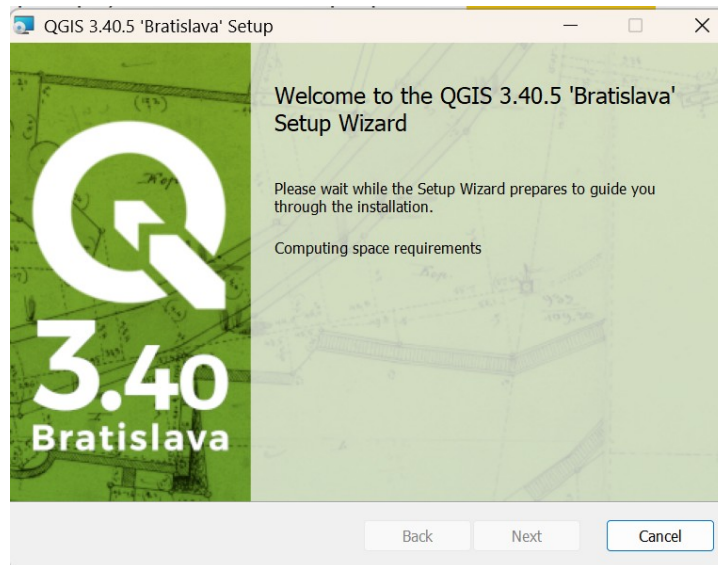 QGIS 3.40.5 'Bratislava' Setup
Welcome to the QGIS 3.40.5 'Bratislava'
Setup Wizard
Please wait while the Setup Wizard prepares to guide you
through the installation.
Computing space requirements
3.40
Bratislava
Back
Next
Cancel